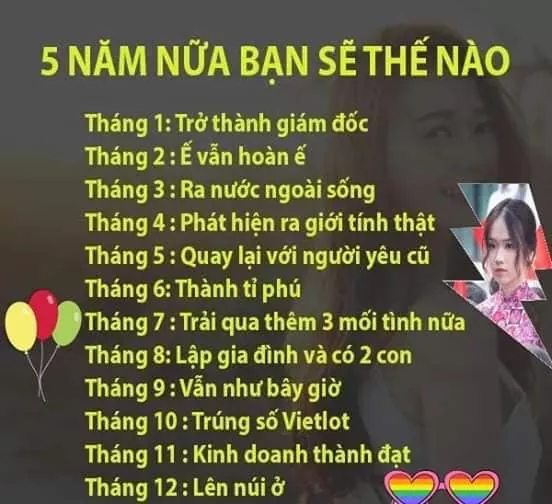 5 NĂM NỮA BẠN SẼ THẾ NÀO
Tháng 1: Trở thành giám đốc
Tháng 2 : Ế vẫn hoàn ế
Tháng 3 : Ra nước ngoài sống
Tháng 4 : Phát hiện ra giới tính thật
Tháng 5 : Quay lại với người yêu cũ
Tháng 6: Thành tỉ phú
Tháng 7 : Trải qua thêm 3 mối tình nữa
Tháng 8: Lập gia đình và có 2 con
Tháng 9 : Vẫn như bây giờ
Tháng 10 : Trúng số Vietlot
Tháng 11 : Kinh doanh thành đạt
Tháng 12 : Lên núi ở